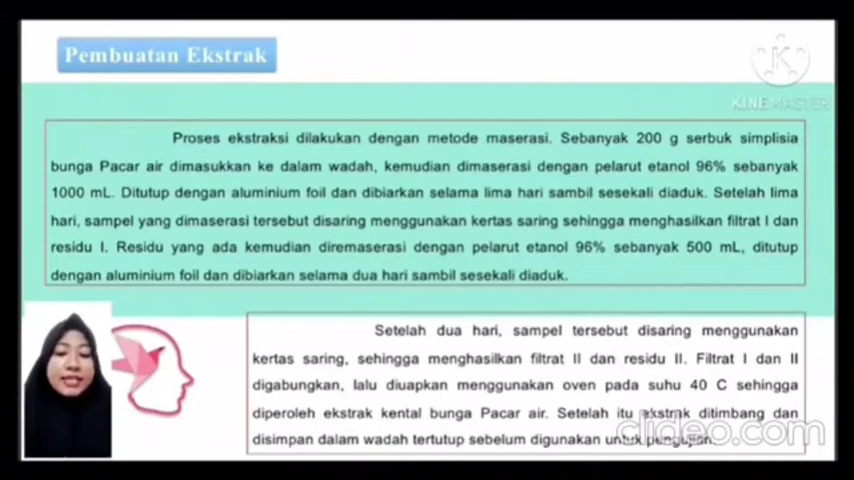 Pembuatan Ekstrak
K
KINEMASTER
Proses ekstraksi dilakukan dengan metode maserasi. Sebanyak 200 g serbuk simplisia
bunga Pacar air dimasukkan ke dalam wadah, kemudian dimaserasi dengan pelarut etanol 96% sebanyak
1000 mL. Ditutup dengan aluminium foil dan dibiarkan selama lima hari sambil sesekali diaduk. Setelah lima
hari, sampel yang dimaserasi tersebut disaring menggunakan kertas saring sehingga menghasilkan filtrat I dan
residu I. Residu yang ada kemudian diremaserasi dengan pelarut etanol 96% sebanyak 500 mL, ditutup
dengan aluminium foil dan dibiarkan selama dua hari sambil sesekali diaduk.
Setelah dua hari, sampel tersebut disaring menggunakan
kertas saring, sehingga menghasilkan filtrat II dan residu II. Filtrat I dan II
digabungkan, lalu diuapkan menggunakan oven pada suhu 40 C sehingga
diperoleh ekstrak kental bunga Pacar air. Setelah itu ekstrak ditimbang dan
disimpan dalam wadah tertutup sebelum digunakan untuk pengujian.
clideo.com